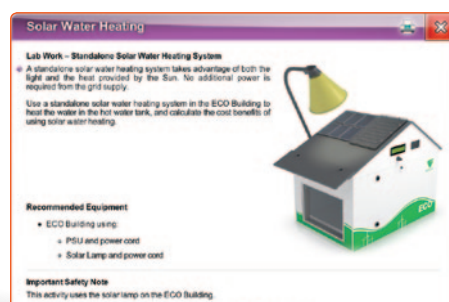 Solar Water Heating
Lab Work – Standalone Solar Water Heating System
A standalone solar water heating system takes advantage of both the
light and the heat provided by the Sun. No additional power is
required from the grid supply.
Use a standalone solar water heating system in the ECO Building to
heat the water in the hot water tank, and calculate the cost benefits of
using solar water heating.
ECO
Recommended Equipment
ECO Building using:
PSU and power cord
Solar Lamp and power cord
Important Safety Note
This activity uses the solar lamp on the ECO Building.